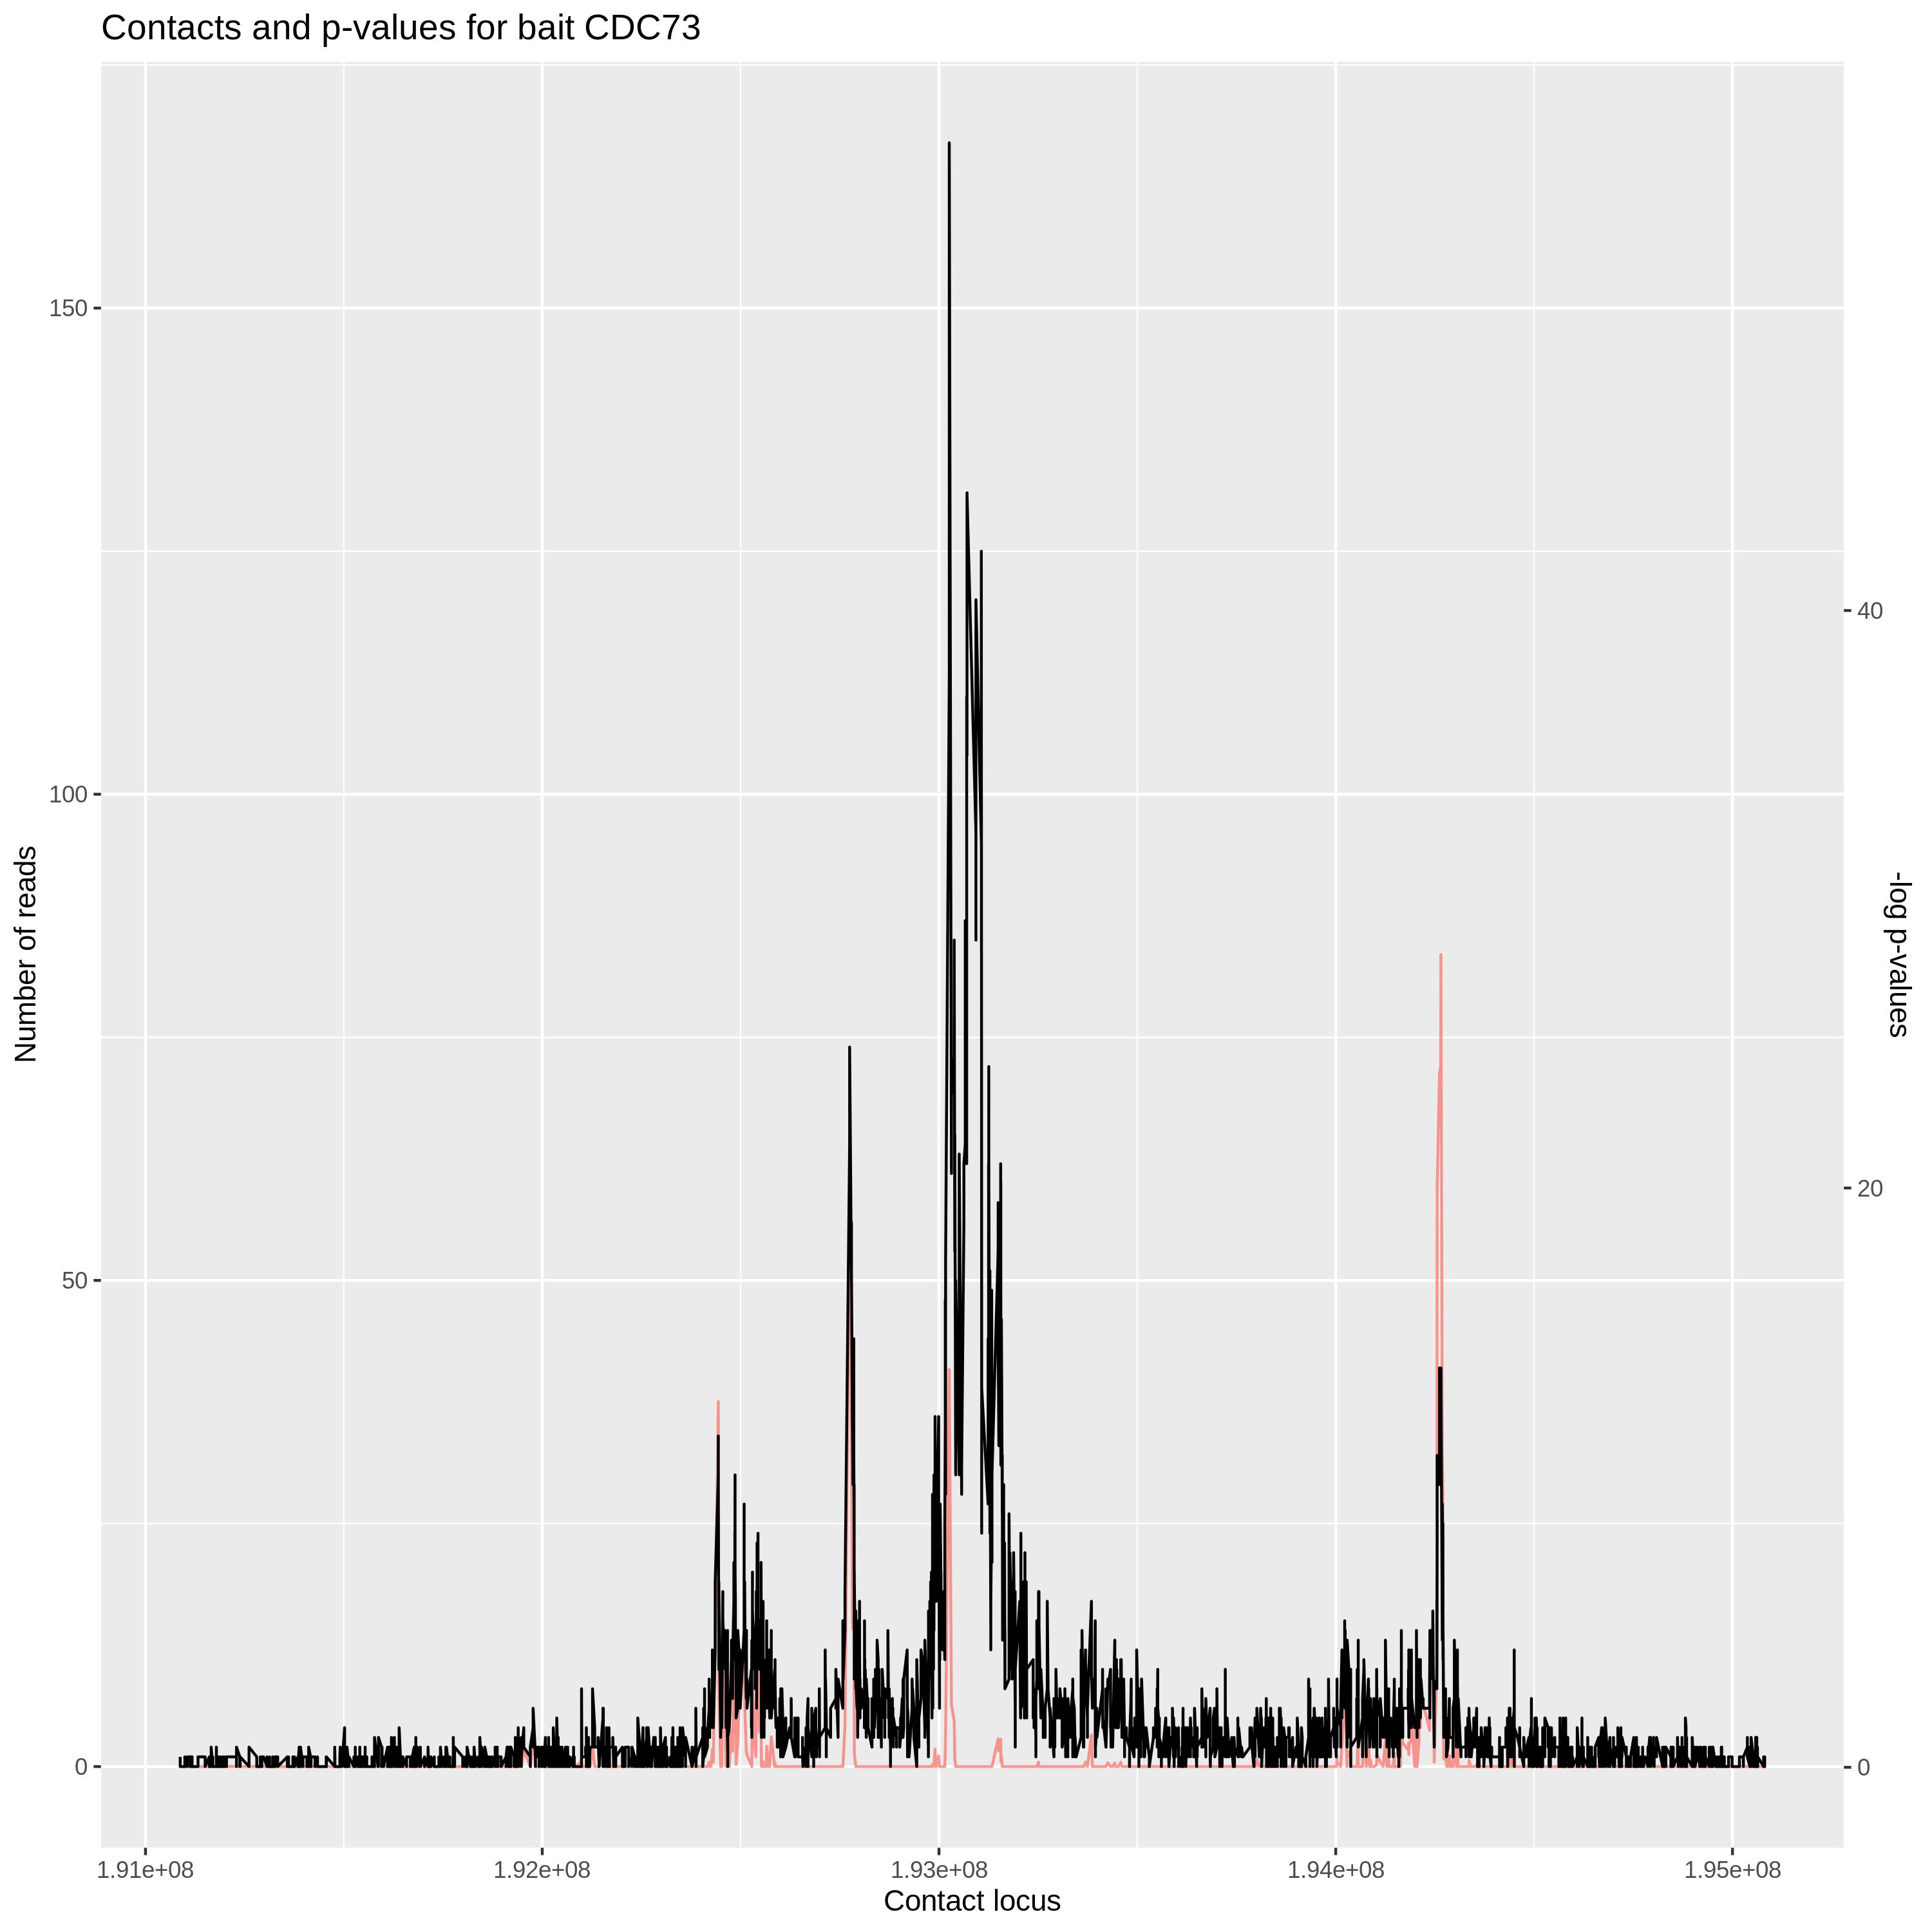 Contacts and p-values for bait CDC73
150
100
50
0
Number of reads
40
20
0
-log p-values
1.91e+08
1.92e+08
1.93e+08
1.94e+08
1.95e+08
Contact locus